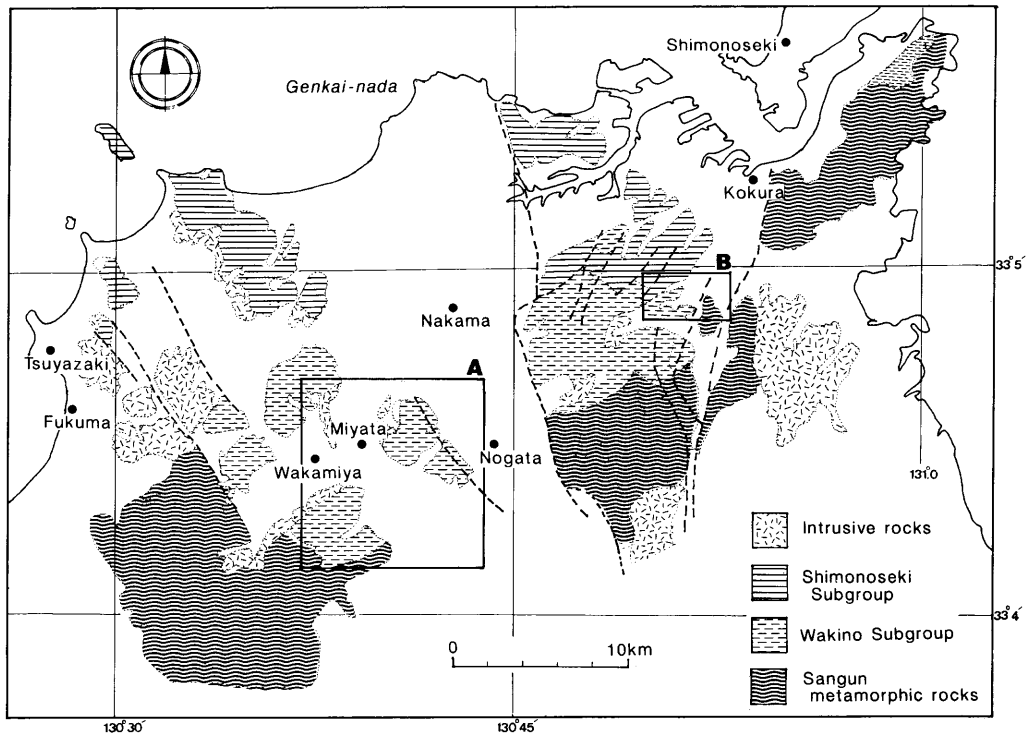 Shimonoseki
Genkai-nada
Kokura
B
33°5′
Nakama
Tsuyazaki
A
Fukuma
Miyata
Nogata
Wakamiya
131°.0
Intrusive rocks
Shimonoseki
Subgroup
33°4′
Wakino Subgroup
0 10km
Sangun
metamorphic rocks
130°30′
130°45′